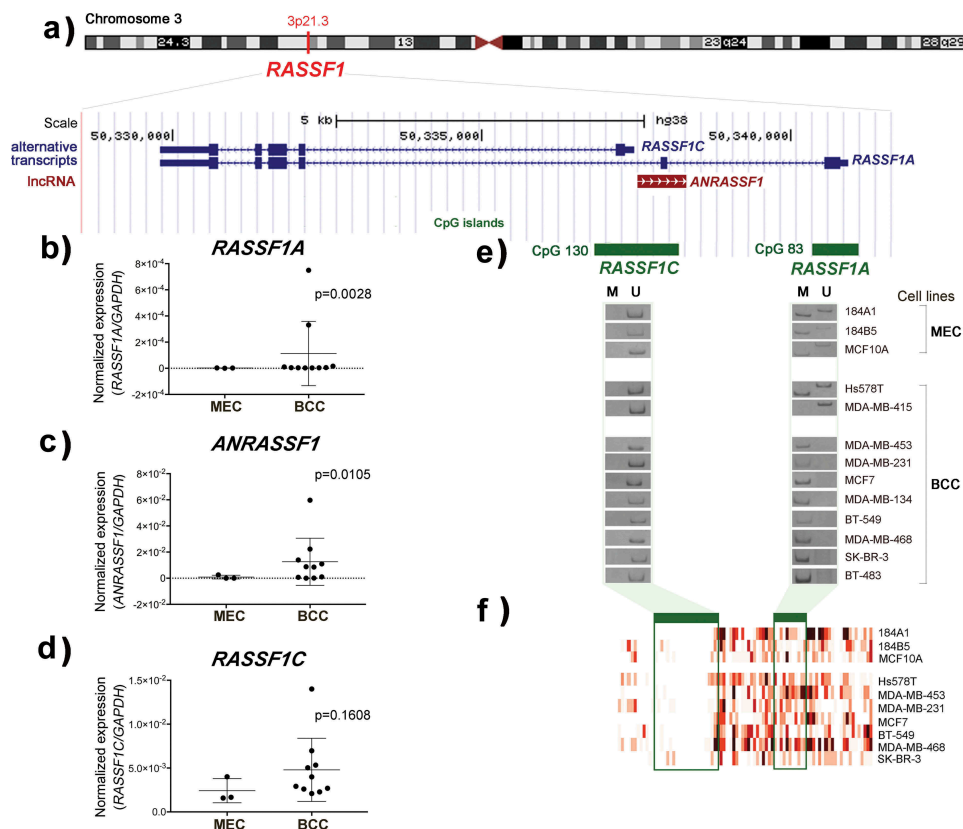 a)
Chromosome 3
3p21.3
24.3
13
23
q24
28
q29
RASSF1
Scale
5 kb
hg38
50,330,000
50,335,000
50,340,000
alternative
transcripts
RASSF1C
RASSF1A
lncRNA
ANRASSF1
CpG islands
b)
RASSF1A
Normalized expression
(RASSF1A/GAPDH)
8×10⁻⁴
6×10⁻⁴
4×10⁻⁴
2×10⁻⁴
0
-2×10⁻⁴
p=0.0028
MEC
BCC
c)
ANRASSF1
Normalized expression
(ANRASSF1/GAPDH)
8×10⁻²
6×10⁻²
4×10⁻²
2×10⁻²
0
-2×10⁻²
p=0.0105
MEC
BCC
d)
RASSF1C
Normalized expression
(RASSF1C/GAPDH)
1.5×10⁻²
1.0×10⁻²
5.0×10⁻³
0.0
p=0.1608
MEC
BCC
e)
CpG 130
RASSF1C
CpG 83
RASSF1A
M U
M U
Cell lines
184A1
184B5
MCF10A
MEC
Hs578T
MDA-MB-415
MDA-MB-453
MDA-MB-231
MCF7
MDA-MB-134
BT-549
MDA-MB-468
SK-BR-3
BT-483
BCC
f)
184A1
184B5
MCF10A
Hs578T
MDA-MB-453
MDA-MB-231
MCF7
BT-549
MDA-MB-468
SK-BR-3